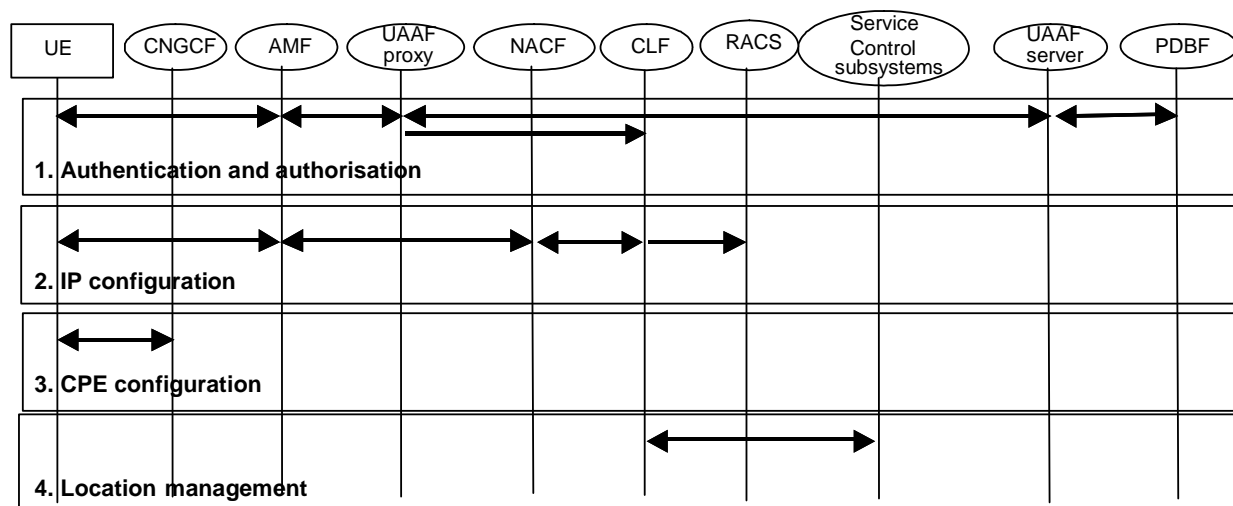 UE
CNGCF
AMF
UAAF
proxy
NACF
CLF
RACS
Service
Control
subsystems
UAAF
server
PDBF
1. Authentication and authorisation
2. IP configuration
3. CPE configuration
4. Location management